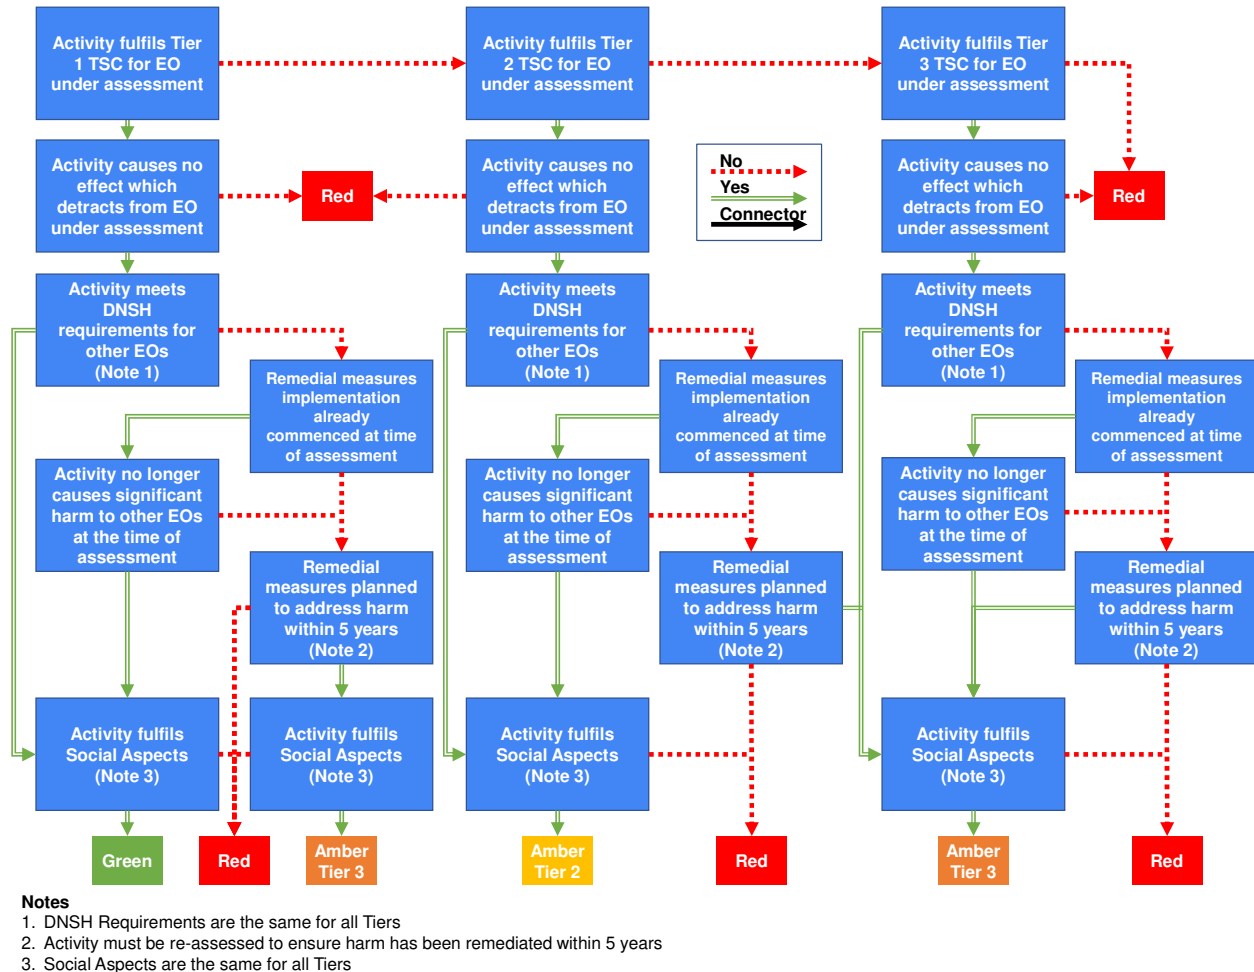 Activity fulfils Tier
1 TSC for EO
under assessment
Activity fulfils Tier
2 TSC for EO
under assessment
Activity fulfils Tier
3 TSC for EO
under assessment
Activity causes no
effect which
detracts from EO
under assessment
Red
Activity causes no
effect which
detracts from EO
under assessment
No
Yes
Connector
Activity causes no
effect which
detracts from EO
under assessment
Red
Activity meets
DNSH
requirements for
other EOs
(Note 1)
Activity meets
DNSH
requirements for
other EOs
(Note 1)
Activity meets
DNSH
requirements for
other EOs
(Note 1)
Remedial measures
implementation
already
commenced at time
of assessment
Remedial measures
implementation
already
commenced at time
of assessment
Remedial measures
implementation
already
commenced at time
of assessment
Activity no longer
causes significant
harm to other EOs
at the time of
assessment
Activity no longer
causes significant
harm to other EOs
at the time of
assessment
Activity no longer
causes significant
harm to other EOs
at the time of
assessment
Remedial
measures planned
to address harm
within 5 years
(Note 2)
Remedial
measures planned
to address harm
within 5 years
(Note 2)
Remedial
measures planned
to address harm
within 5 years
(Note 2)
Activity fulfils
Social Aspects
(Note 3)
Activity fulfils
Social Aspects
(Note 3)
Activity fulfils
Social Aspects
(Note 3)
Activity fulfils
Social Aspects
(Note 3)
Green
Red
Amber
Tier 3
Amber
Tier 2
Red
Amber
Tier 3
Red
Notes
1. DNSH Requirements are the same for all Tiers
2. Activity must be re-assessed to ensure harm has been remediated within 5 years
3. Social Aspects are the same for all Tiers